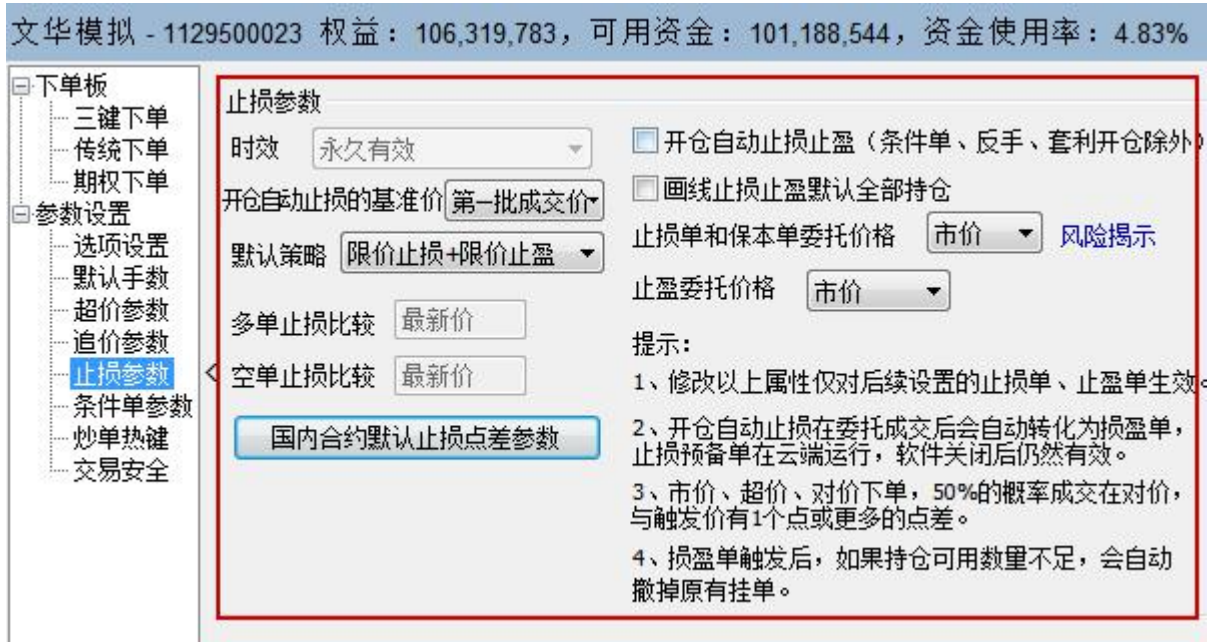 文华模拟 - 1129500023 权益：106,319,783，可用资金：101,188,544，资金使用率：4.83%
下单板
三键下单
传统下单
期权下单
参数设置
选项设置
默认手数
超价参数
追价参数
止损参数
条件单参数
炒单热键
交易安全
止损参数
时效 永久有效
开仓自动止损的基准价 第一批成交价
默认策略 限价止损+限价止盈
多单止损比较 最新价
空单止损比较 最新价
国内合约默认止损点差参数
开仓自动止损止盈（条件单、反手、套利开仓除外）
画线止损止盈默认全部持仓
止损单和保本单委托价格 市价 风险揭示
止盈委托价格 市价
提示：
1、修改以上属性仅对后续设置的止损单、止盈单生效。
2、开仓自动止损在委托成交后会自动转化为损盈单，
止损预备单在云端运行，软件关闭后仍然有效。
3、市价、超价、对价下单，50%的概率成交在对价，
与触发价有1个点或更多的点差。
4、损盈单触发后，如果持仓可用数量不足，会自动
撤掉原有挂单。